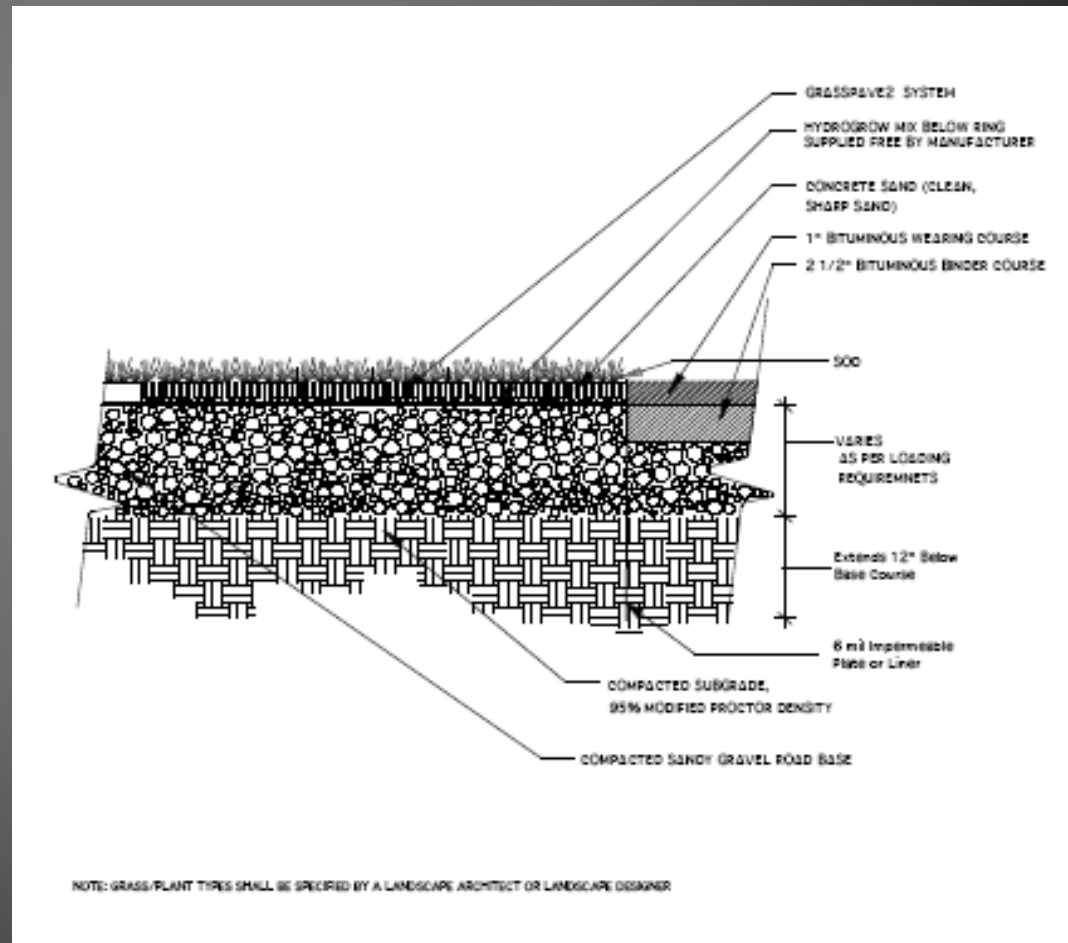 GRASSPAVE2 SYSTEM
HYDROGROW MIX BELOW RING
SUPPLIED FREE BY MANUFACTURER
CONCRETE SAND (CLEAN,
SHARP SAND)
1" BITUMINOUS WEARING COURSE
2 1/2" BITUMINOUS BINDER COURSE
SOD
VARIES
AS PER LOADING
REQUIREMNETS
Extends 12" Below
Base Course
6 mil Impermeable
Plate or Liner
COMPACTED SUBGRADE,
95% MODIFIED PROCTOR DENSITY
COMPACTED SANDY GRAVEL ROAD BASE
NOTE: GRASS/PLANT TYPES SHALL BE SPECIFIED BY A LANDSCAPE ARCHITECT OR LANDSCAPE DESIGNER